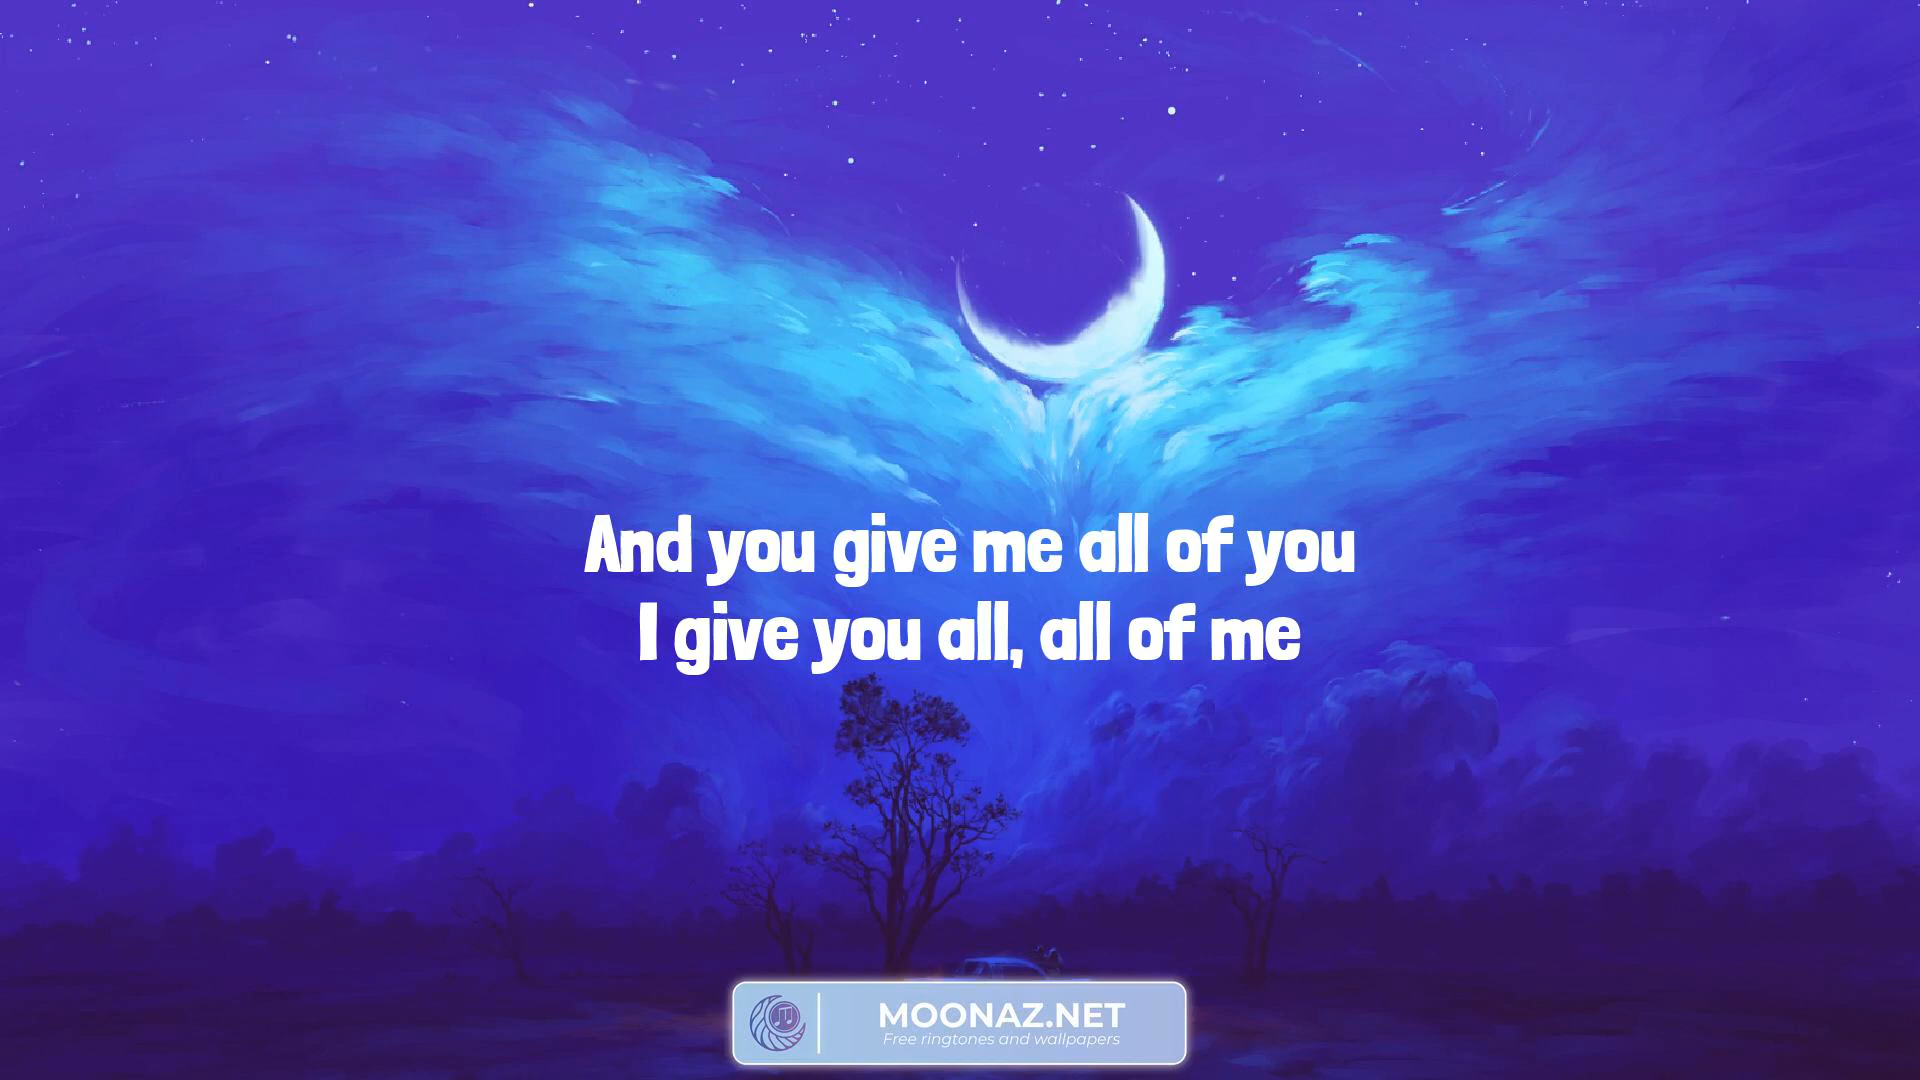 And you give me all of you
I give you all, all of me
MOONAZ.NET
Free ringtones and wallpapers